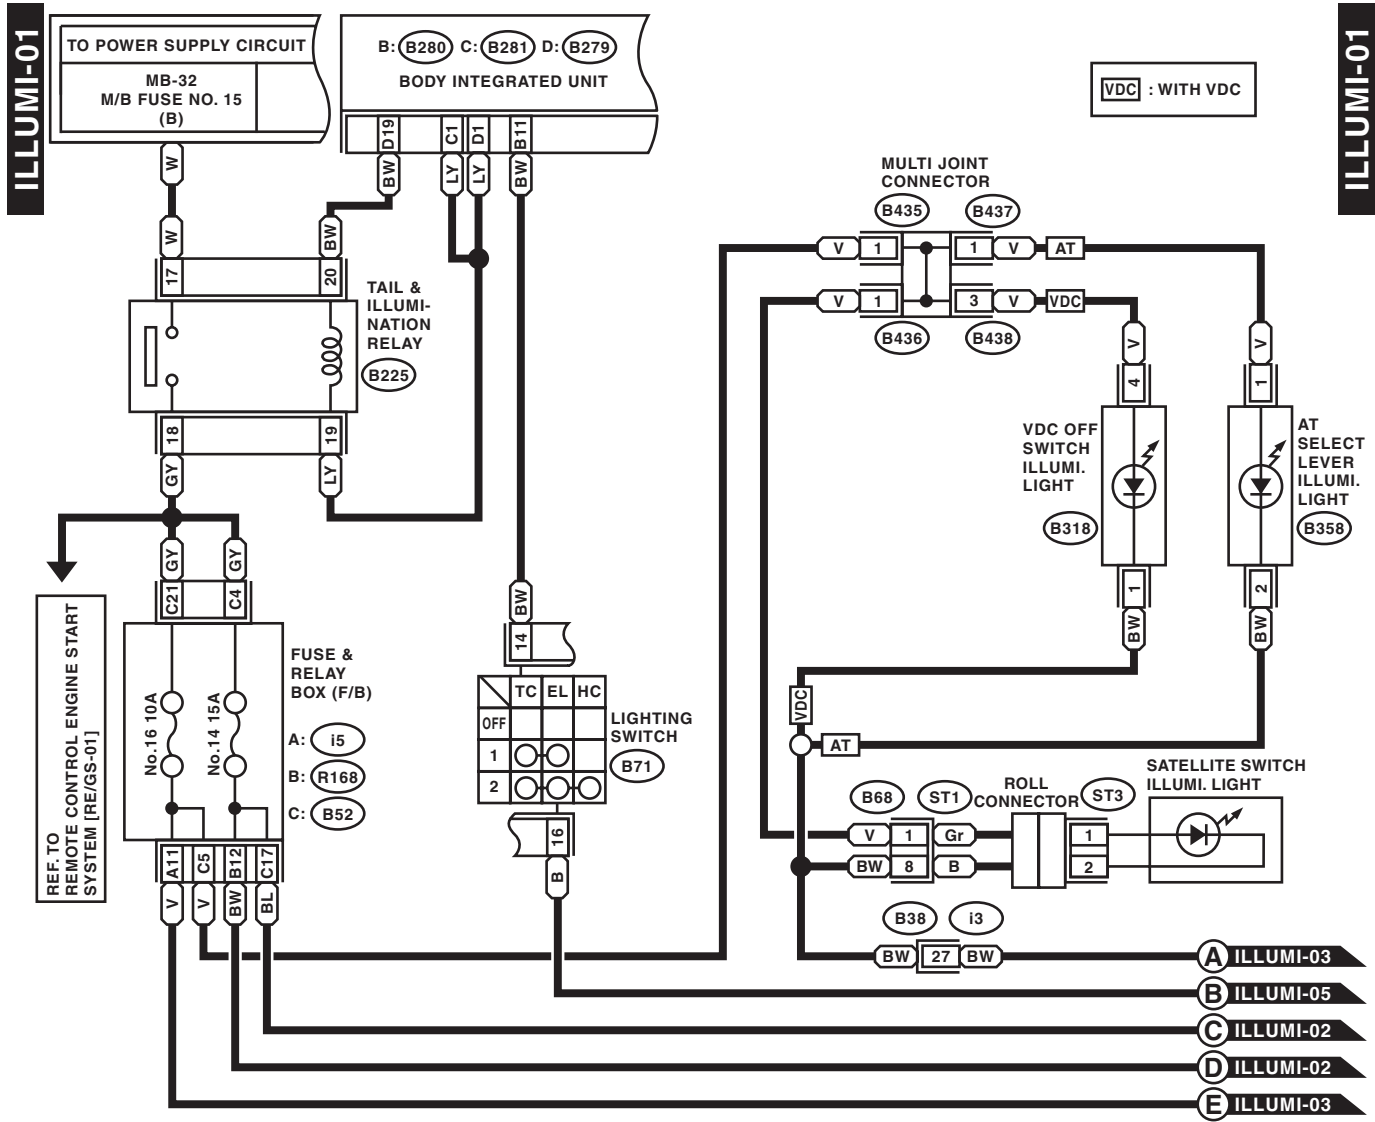 ILLUMI-01
ILLUMI-01
TO POWER SUPPLY CIRCUIT
MB-32
M/B FUSE NO. 15
(B)
B: B280 C: B281 D: B279
BODY INTEGRATED UNIT
D19 C1 D1 B11
VDC : WITH VDC
W
BW LY LY BW
W
BW
17
20
TAIL &
ILLUMI-
NATION
RELAY
B225
18
19
GY
LY
GY
GY
C21
C4
REF. TO
REMOTE CONTROL ENGINE START
SYSTEM [RE/GS-01]
No.16 10A
No.14 15A
FUSE &
RELAY
BOX (F/B)
A: i5
B: R168
C: B52
A11 C5 B12 C17
V V BW BL
BW
14
TC EL HC
OFF
1
2
LIGHTING
SWITCH
B71
16
B
MULTI JOINT
CONNECTOR
B435 B437
V 1 1 V AT
V 1 3 V VDC
B436 B438
V
V
4
1
VDC OFF
SWITCH
ILLUMI.
LIGHT
B318
AT
SELECT
LEVER
ILLUMI.
LIGHT
B358
1
2
BW
BW
VDC
AT
SATELLITE SWITCH
ILLUMI. LIGHT
B68 ST1
ROLL
CONNECTOR
ST3
V 1 Gr 1
BW 8 B 2
B38 i3
BW 27 BW
A ILLUMI-03
B ILLUMI-05
C ILLUMI-02
D ILLUMI-02
E ILLUMI-03